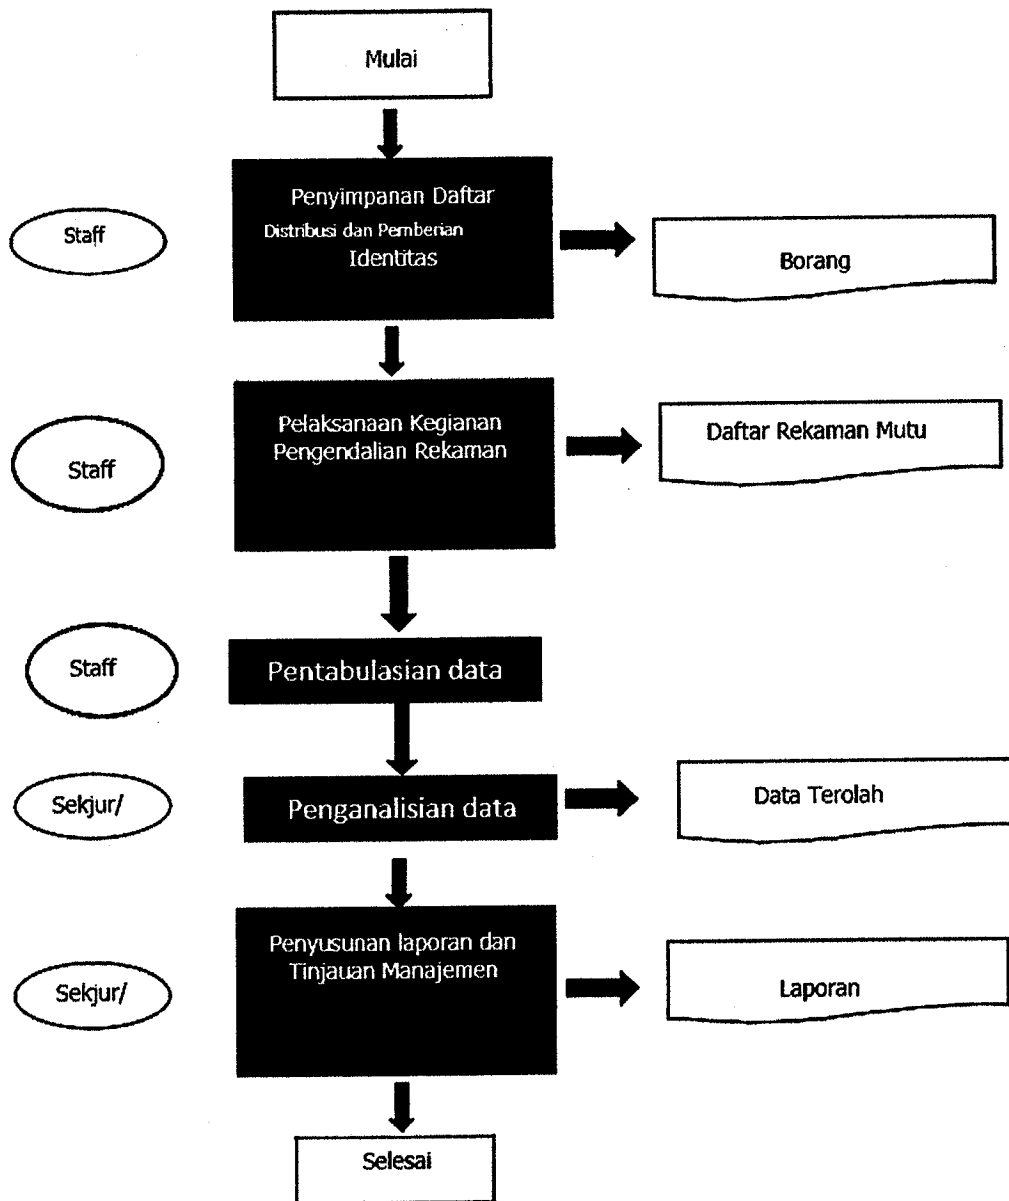 Mulai
Staff
Penyimpanan Daftar
Distribusi dan Pemberian
Identitas
Borang
Staff
Pelaksanaan Kegianan
Pengendalian Rekaman
Daftar Rekaman Mutu
Staff
Pentabulasian data
Sekjur/
Penganalisian data
Data Terolah
Sekjur/
Penyusunan laporan dan
Tinjauan Manajemen
Laporan
Selesai